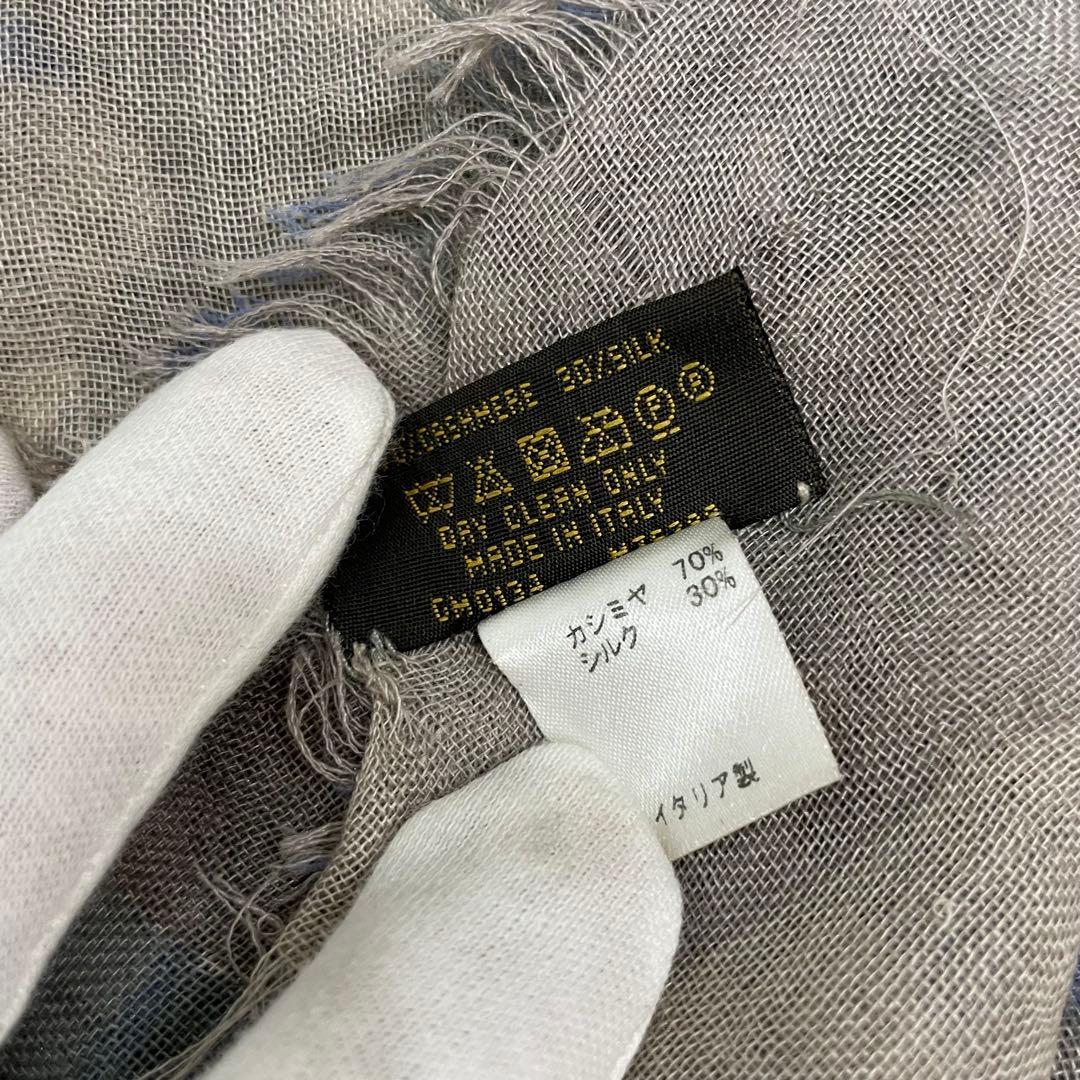 CASHMERE 30%SILK
F P
DRY CLEAN ONLY
MADE IN ITALY
カシミヤ 70%
シルク 30%
イタリア製